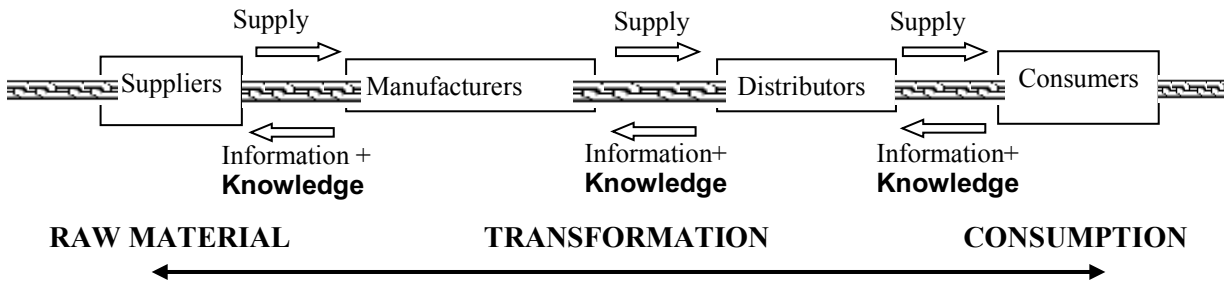 Supply Supply Supply
Suppliers Manufacturers Distributors Consumers
Information + Information+ Information+
Knowledge Knowledge Knowledge
RAW MATERIAL TRANSFORMATION CONSUMPTION